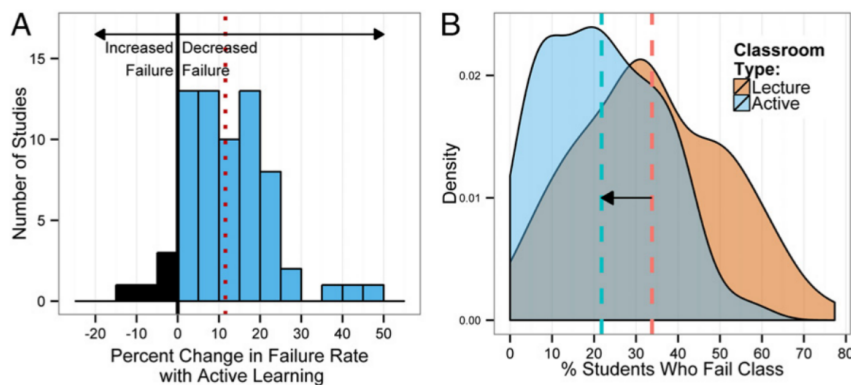 A
Increased Decreased
Failure Failure
Number of Studies
15
10
5
0
-20 -10 0 10 20 30 40 50
Percent Change in Failure Rate
with Active Learning
B
Classroom
Type:
Lecture
Active
Density
0.02
0.01
0.00
0 10 20 30 40 50 60 70 80
% Students Who Fail Class